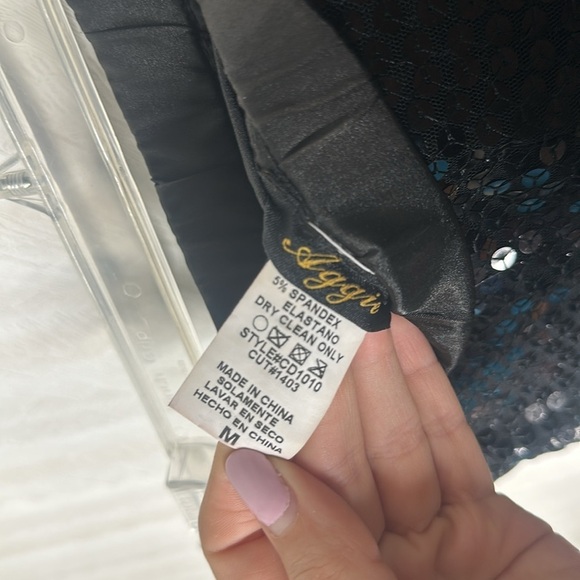 Aggi
5% SPANDEX
ELASTANO
DRY CLEAN ONLY
STYLE#CD1010
CUT#1403
MADE IN CHINA
SOLAMENTE
LAVAR EN SECO
HECHO EN CHINA
M